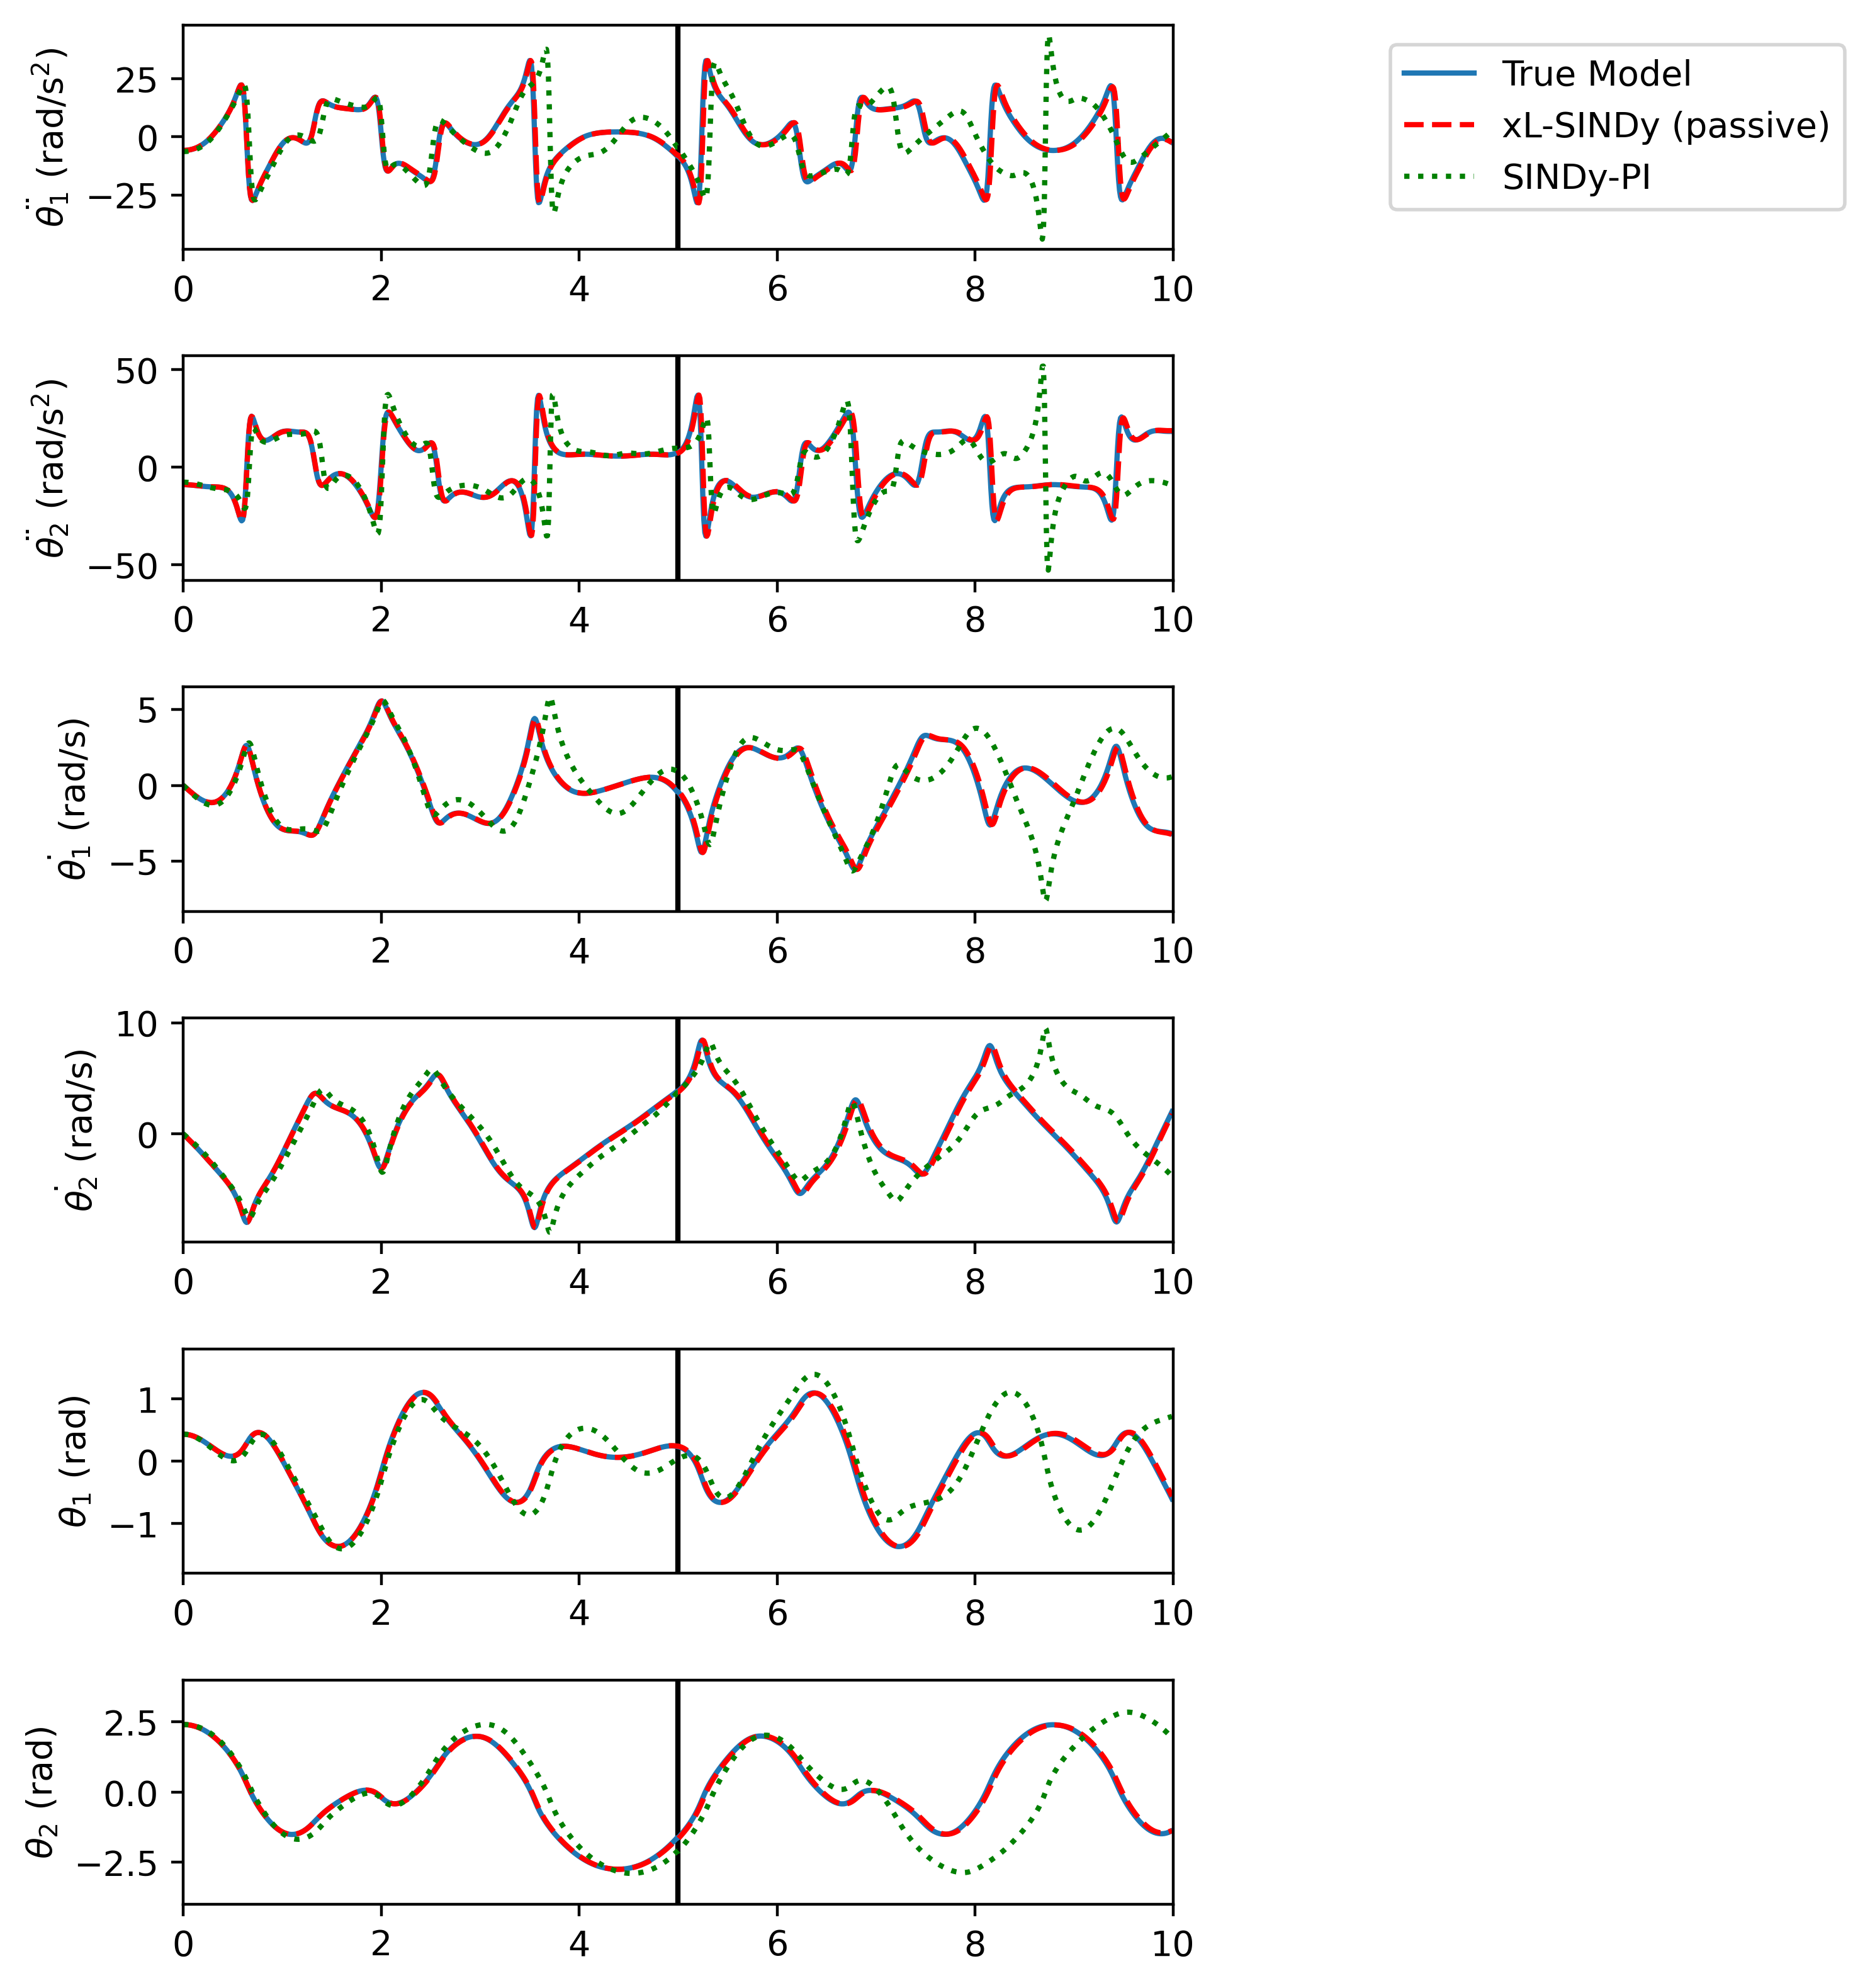 True Model
xL-SINDy (passive)
SINDy-PI
θ̈₁ (rad/s²)
25
0
−25
0 2 4 6 8 10
θ̈₂ (rad/s²)
50
0
−50
0 2 4 6 8 10
θ̇₁ (rad/s)
5
0
−5
0 2 4 6 8 10
θ̇₂ (rad/s)
10
0
0 2 4 6 8 10
θ₁ (rad)
1
0
−1
0 2 4 6 8 10
θ₂ (rad)
2.5
0.0
−2.5
0 2 4 6 8 10